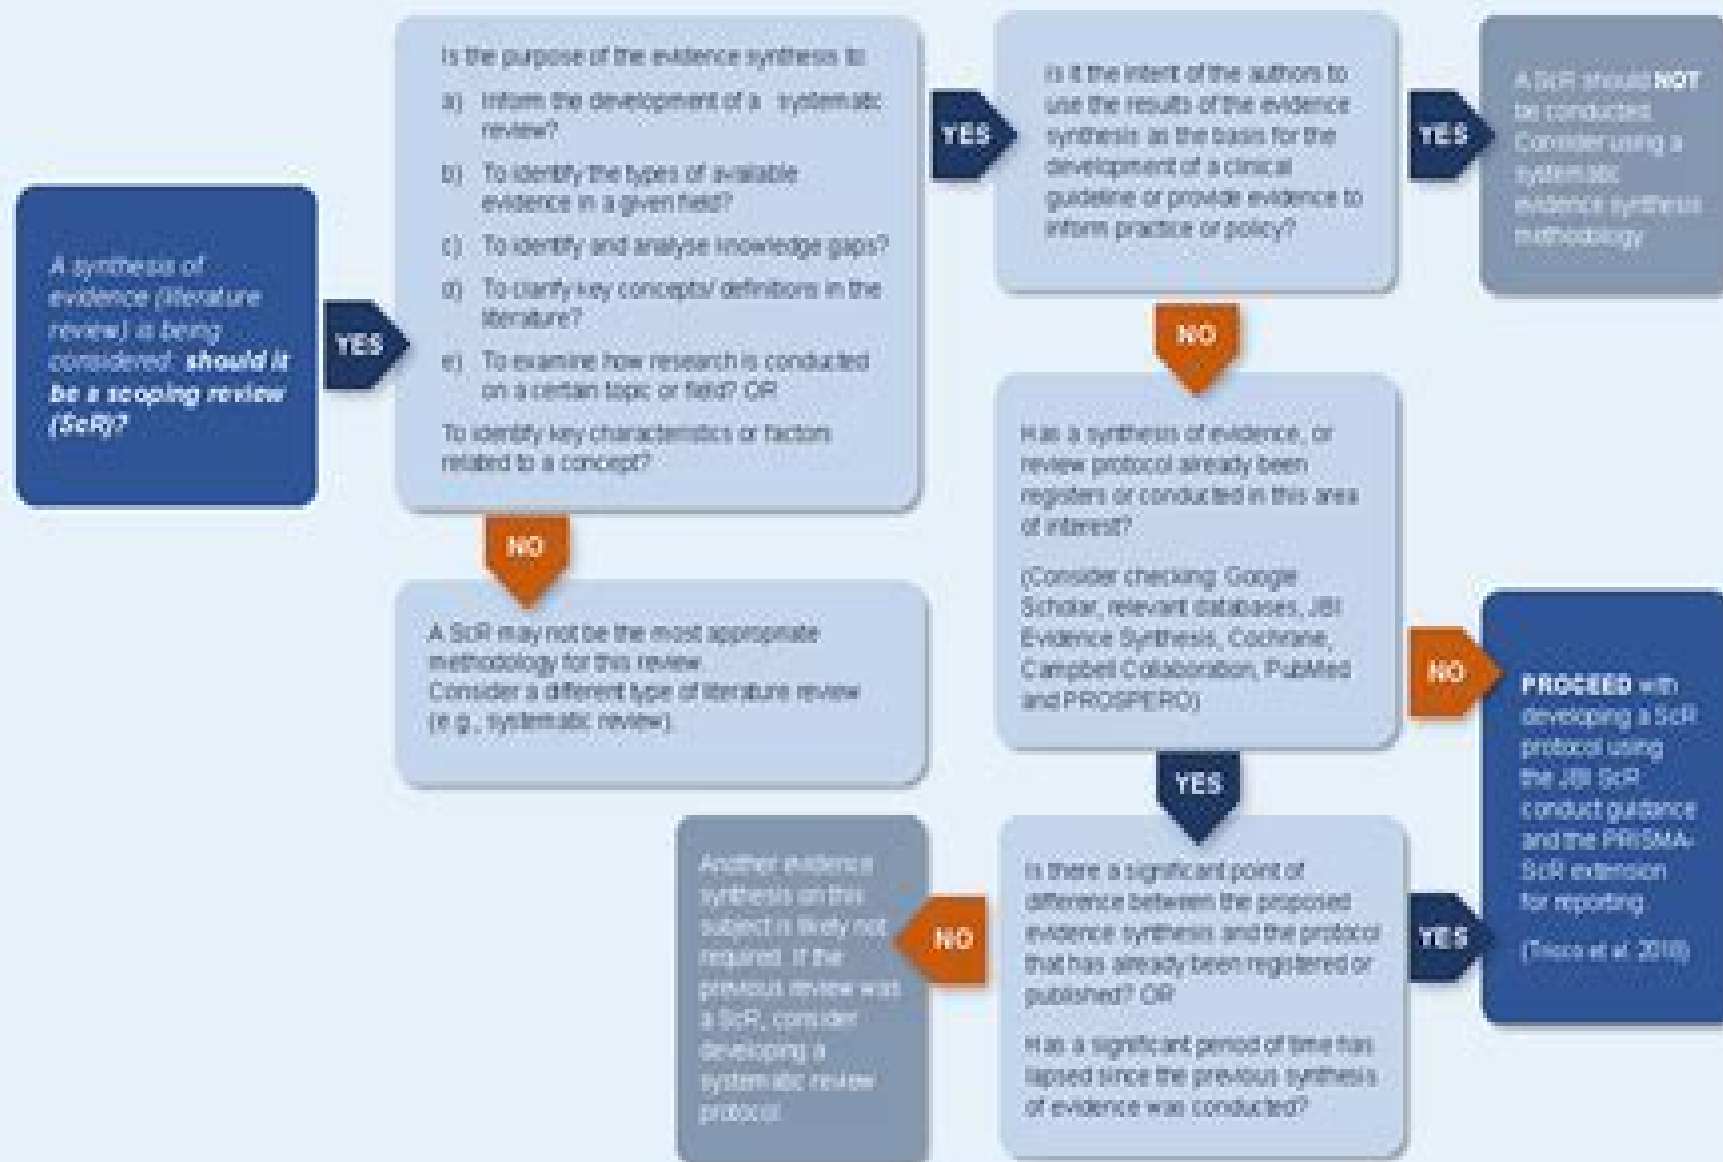 A synthesis of
evidence (literature
review) is being
considered: should it
be a scoping review
(ScR)?
YES
Is the purpose of the evidence synthesis to:
a) Inform the development of a systematic
review?
b) To identify the types of available
evidence in a given field?
c) To identify and analyse knowledge gaps?
d) To clarify key concepts/ definitions in the
literature?
e) To examine how research is conducted
on a certain topic or field? OR
To identify key characteristics or factors
related to a concept?
NO
A ScR may not be the most appropriate
methodology for this review.
Consider a different type of literature review
(e.g., systematic review).
YES
Is it the intent of the authors to
use the results of the evidence
synthesis as the basis for the
development of a clinical
guideline or provide evidence to
inform practice or policy?
YES
A ScR should NOT
be conducted.
Consider using a
systematic
evidence synthesis
methodology
NO
Has a synthesis of evidence, or
review protocol already been
registers or conducted in this area
of interest?
(Consider checking: Google
Scholar, relevant databases, JBI
Evidence Synthesis, Cochrane,
Campbell Collaboration, PubMed
and PROSPERO)
NO
PROCEED with
developing a ScR
protocol using
the JBI ScR
conduct guidance
and the PRISMA-
ScR extension
for reporting
(Tricco et al. 2018)
YES
Is there a significant point of
difference between the proposed
evidence synthesis and the protocol
that has already been registered or
published? OR
Has a significant period of time has
lapsed since the previous synthesis
of evidence was conducted?
YES
NO
Another evidence
synthesis on this
subject is likely not
required. If the
previous review was
a ScR, consider
developing a
systematic review
protocol